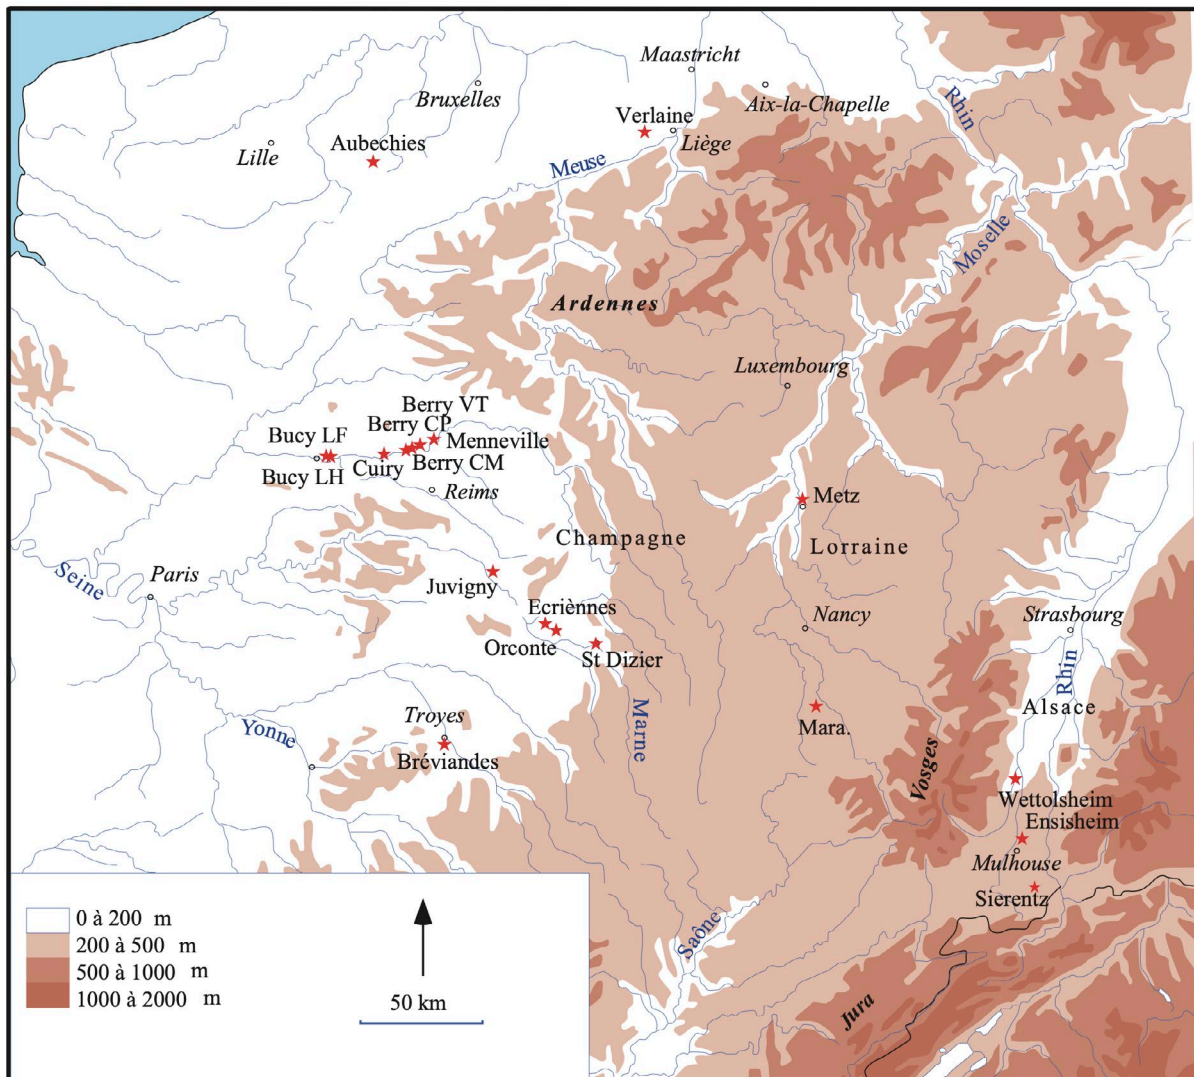 Maastricht
Bruxelles
Aix-la-Chapelle
Rhin
Verlaine
Liège
Lille
Aubechies
Meuse
Moselle
Ardennes
Luxembourg
Berry VT
Berry CP
Bucy LF
Menneville
Cuiry
Berry CM
Bucy LH
Reims
Metz
Champagne
Lorraine
Seine
Paris
Juvigny
Ecriènnes
Nancy
Strasbourg
Orconte
St Dizier
Rhin
Alsace
Marne
Troyes
Yonne
Mara.
Bréviandes
Vosges
Wettolsheim
Ensisheim
Mulhouse
Sierentz
Saône
Jura
0 à 200 m
200 à 500 m
500 à 1000 m
1000 à 2000 m
50 km